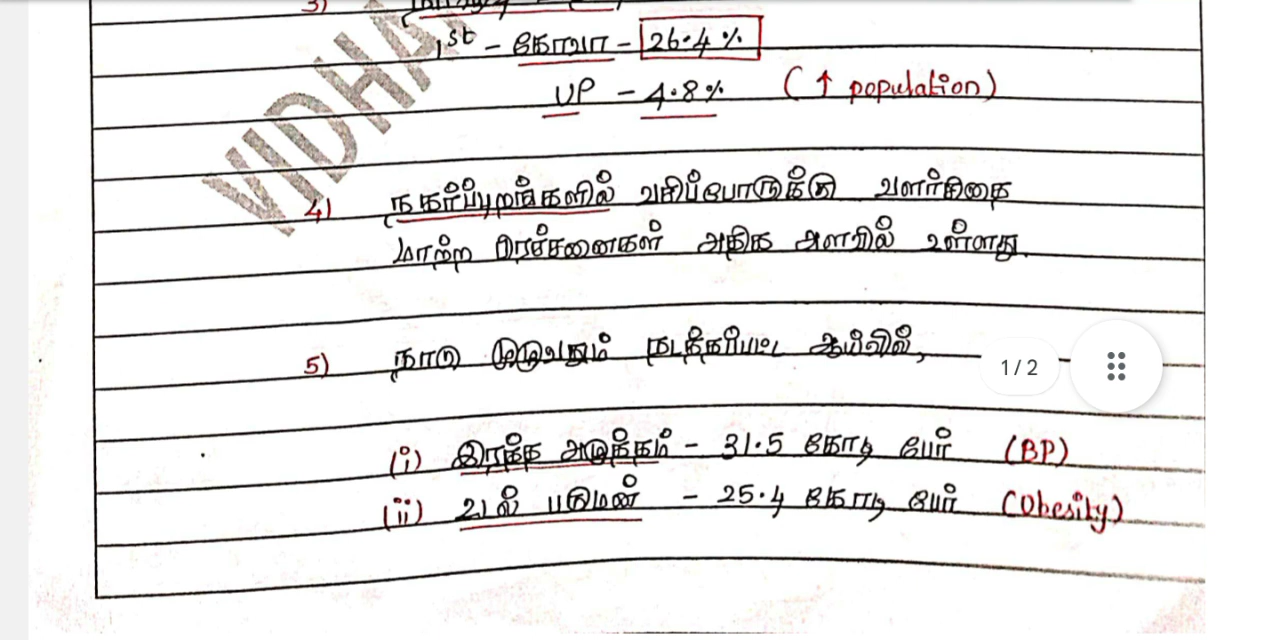 3)
1st - கோவா - 26.4 %
UP - 4.8% (↑ population)
4) நகர்ப்புறங்களில் வசிப்போருக்கு வளர்சிதை
மாற்ற பிரச்சனைகள் அதிக அளவில் உள்ளது.
5) நாடு முழுவதும் நடத்தப்பட்ட ஆய்வில்,
1 / 2
(i) இரத்த அழுத்தம் - 31.5 கோடி பேர் (BP)
(ii) உடல் பருமன் - 25.4 கோடி பேர் (Obesity)
VIDHA